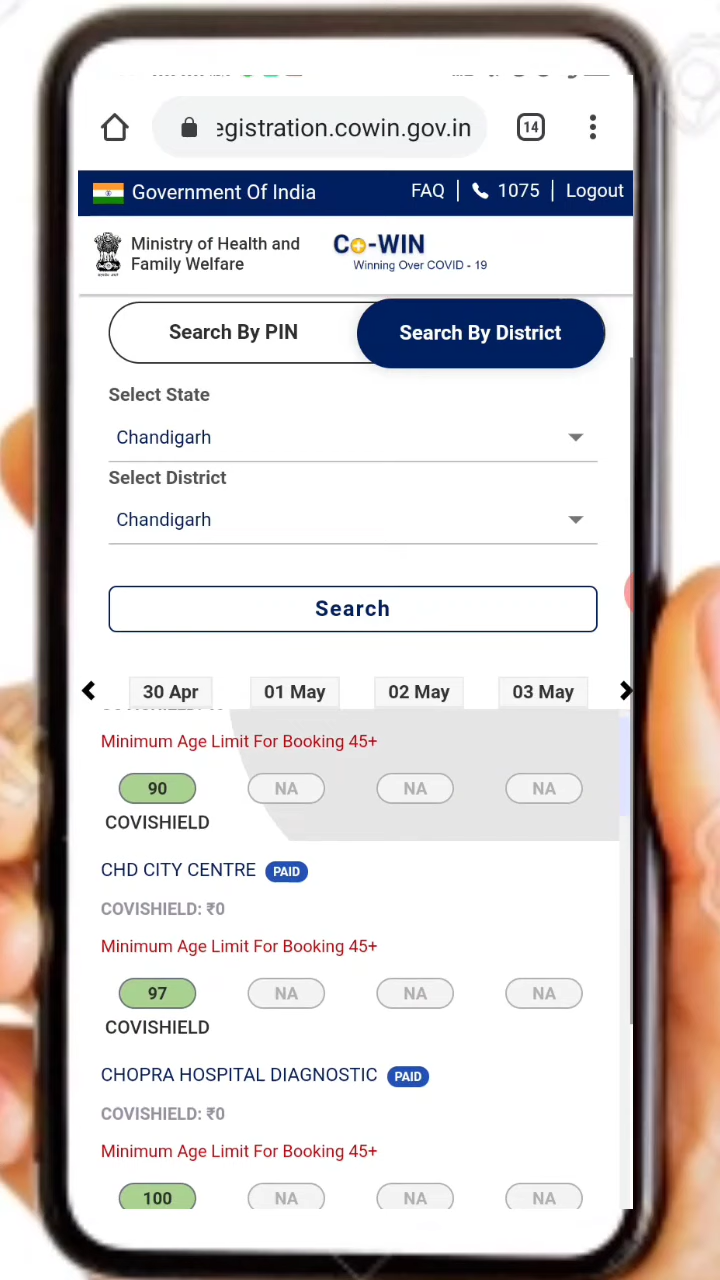 egistration.cowin.gov.in
14
Government Of India
FAQ | 1075 | Logout
Ministry of Health and
Family Welfare
Co-WIN
Winning Over COVID - 19
Search By PIN
Search By District
Select State
Chandigarh
Select District
Chandigarh
Search
30 Apr 01 May 02 May 03 May
Minimum Age Limit For Booking 45+
90 NA NA NA
COVISHIELD
CHD CITY CENTRE PAID
COVISHIELD: ₹0
Minimum Age Limit For Booking 45+
97 NA NA NA
COVISHIELD
CHOPRA HOSPITAL DIAGNOSTIC PAID
COVISHIELD: ₹0
Minimum Age Limit For Booking 45+
100 NA NA NA